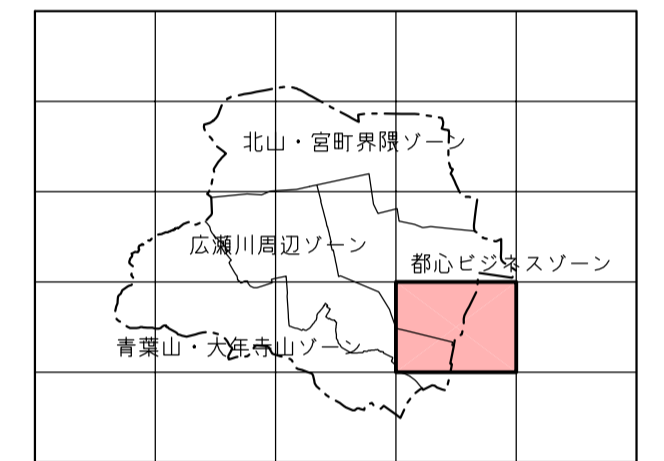 北山・宮町界隈ゾーン
広瀬川周辺ゾーン
都心ビジネスゾーン
青葉山・大年寺山ゾーン